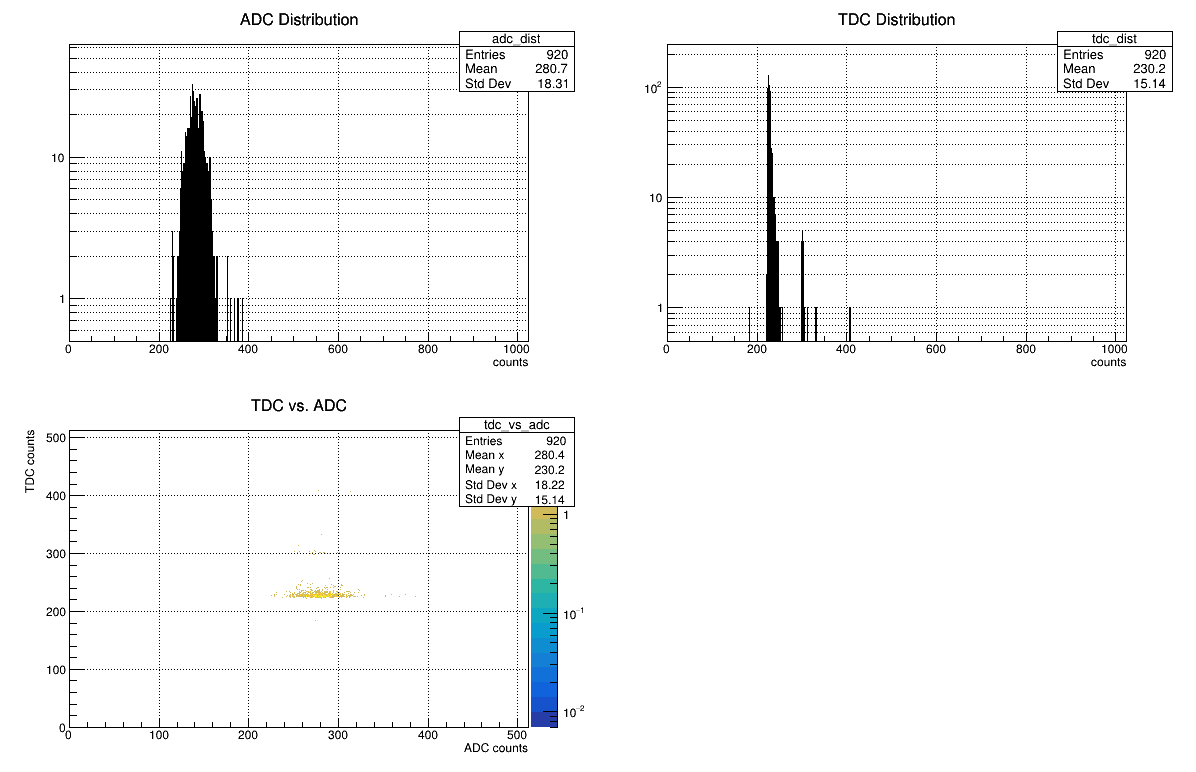 ADC Distribution
adc_dist
Entries 920
Mean 280.7
Std Dev 18.31
10
1
0 200 400 600 800 1000
counts
TDC Distribution
tdc_dist
Entries 920
Mean 230.2
Std Dev 15.14
10²
10
1
0 200 400 600 800 1000
counts
TDC vs. ADC
tdc_vs_adc
Entries 920
Mean x 280.4
Mean y 230.2
Std Dev x 18.22
Std Dev y 15.14
TDC counts
500
400
300
200
100
0
0 100 200 300 400 500
ADC counts
1
10⁻¹
10⁻²